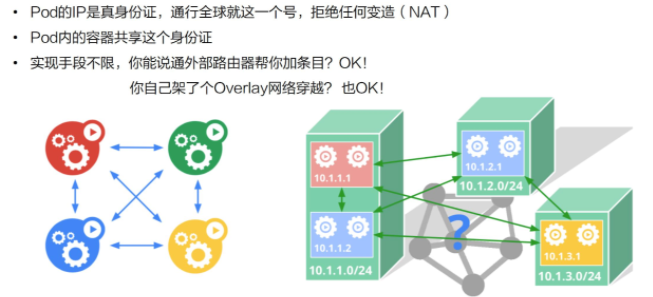 • Pod的IP是真身份证，通行全球就这一个号，拒绝任何变造（NAT）
• Pod内的容器共享这个身份证
• 实现手段不限，你能说通外部路由器帮你加条目？OK！
你自己架了个Overlay网络穿越？也OK！
10.1.1.1
10.1.1.2
10.1.1.0/24
10.1.2.1
10.1.2.0/24
?
10.1.3.1
10.1.3.0/24